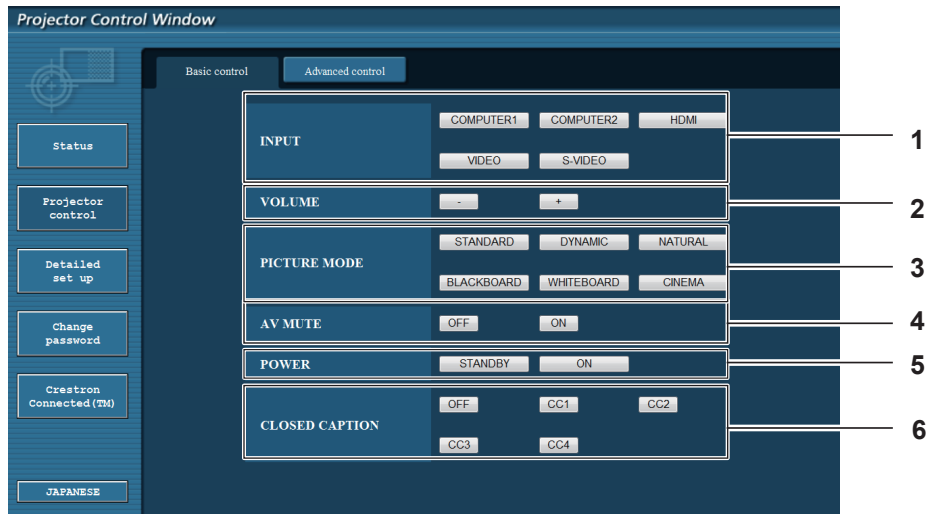 Projector Control Window
Basic control
Advanced control
Status
Projector
control
Detailed
set up
Change
password
Crestron
Connected(TM)
JAPANESE
INPUT
COMPUTER1 COMPUTER2 HDMI
VIDEO S-VIDEO
1
VOLUME - +
2
PICTURE MODE
STANDARD DYNAMIC NATURAL
BLACKBOARD WHITEBOARD CINEMA
3
AV MUTE OFF ON
4
POWER STANDBY ON
5
CLOSED CAPTION
OFF CC1 CC2
CC3 CC4
6